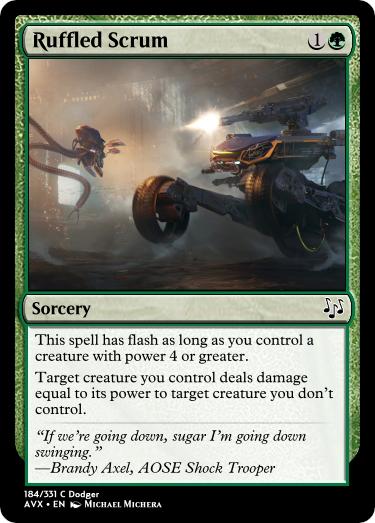 Ruffled Scrum
1
Sorcery
This spell has flash as long as you control a
creature with power 4 or greater.
Target creature you control deals damage
equal to its power to target creature you don't
control.
“If we're going down, sugar I'm going down
swinging.”
—Brandy Axel, AOSE Shock Trooper
184/331 C Dodger
AVX • EN Michael Michera